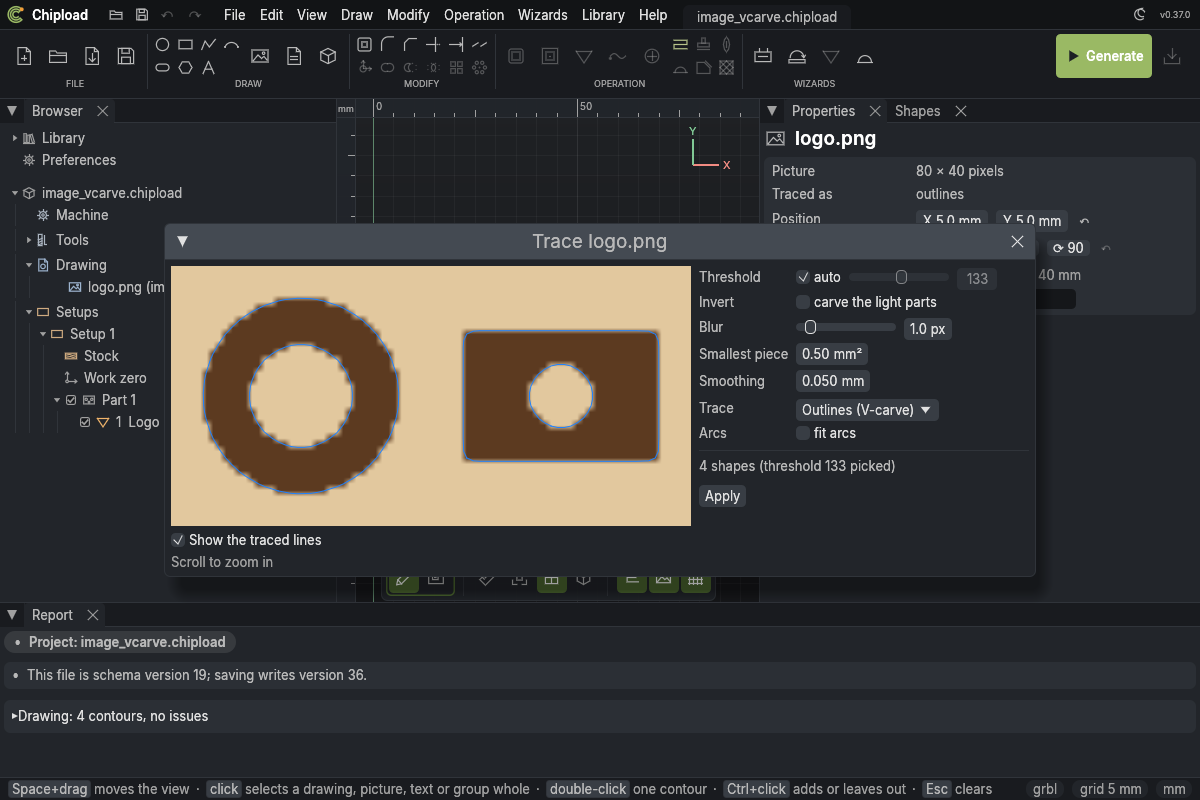 Chipload File Edit View Draw Modify Operation Wizards Library Help image_vcarve.chipload v0.37.0
FILE DRAW MODIFY OPERATION WIZARDS Generate
Browser mm 0 50 Properties Shapes
Library
Preferences
image_vcarve.chipload
Machine
Tools
Drawing
logo.png (im
Setups
Setup 1
Stock
Work zero
Part 1
1 Logo
Y
X
logo.png
Picture 80 × 40 pixels
Traced as outlines
Position X 5.0 mm Y 5.0 mm
90
40 mm
Trace logo.png
Threshold auto 133
Invert carve the light parts
Blur 1.0 px
Smallest piece 0.50 mm²
Smoothing 0.050 mm
Trace Outlines (V-carve)
Arcs fit arcs
4 shapes (threshold 133 picked)
Apply
Show the traced lines
Scroll to zoom in
Report
• Project: image_vcarve.chipload
• This file is schema version 19; saving writes version 36.
Drawing: 4 contours, no issues
Space+drag moves the view · click selects a drawing, picture, text or group whole · double-click one contour · Ctrl+click adds or leaves out · Esc clears grbl grid 5 mm mm